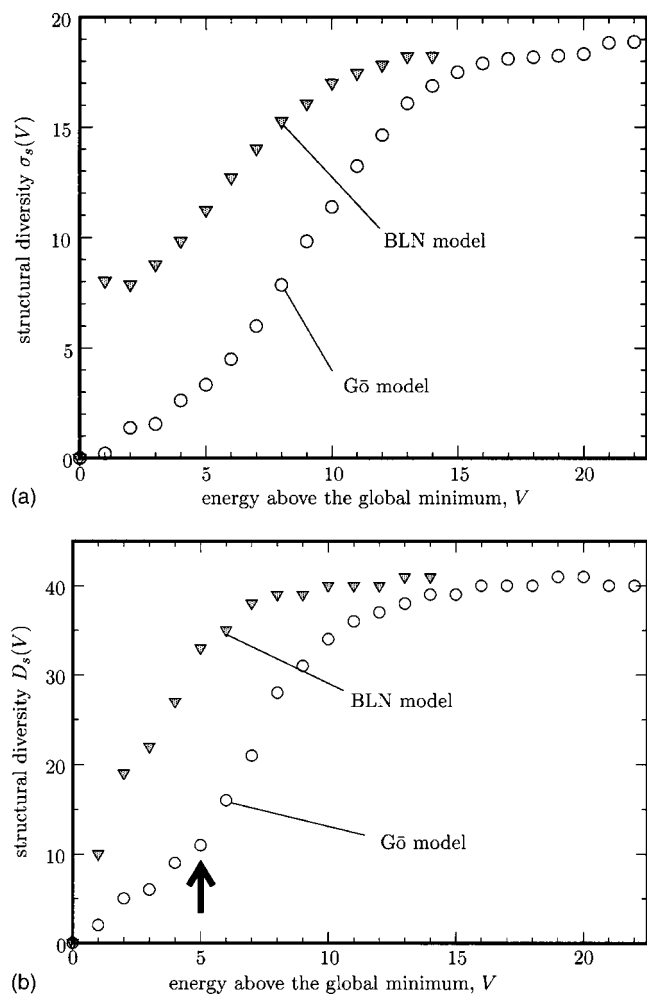 20
15
10
5
0
structural diversity σₛ(V)
BLN model
Gō model
0 5 10 15 20
(a)
energy above the global minimum, V
40
30
20
10
0
structural diversity Dₛ(V)
BLN model
Gō model
0 5 10 15 20
(b)
energy above the global minimum, V